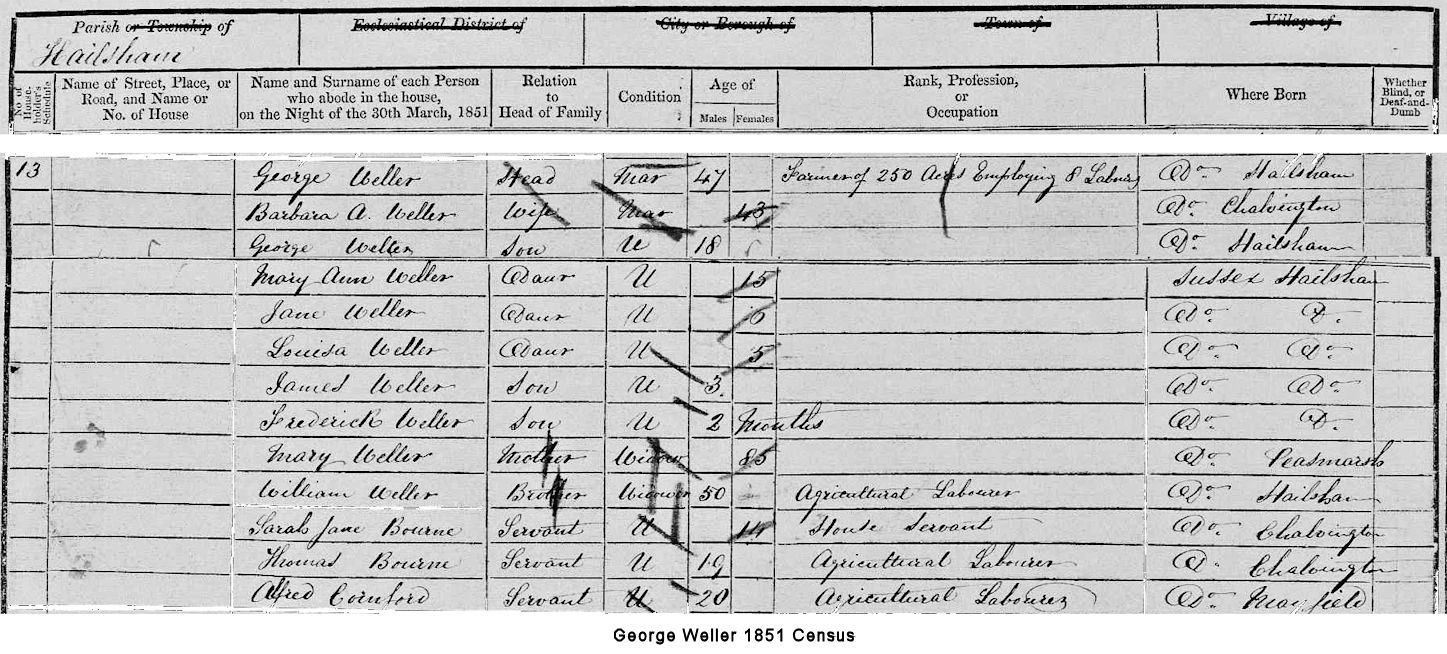 Parish or Township of Ecclesiastical District of City or Borough of Town of Village of
Hailsham
No. of House-holder's Schedule Name of Street, Place, or Road, and Name or No. of House Name and Surname of each Person who abode in the house, on the Night of the 30th March, 1851 Relation to Head of Family Condition Age of Males Females Rank, Profession, or Occupation Where Born Whether Blind, or Deaf-and-Dumb
13 George Weller Head Mar 47 Farmer of 250 Acres Employing 8 Labours Do Hailsham
Barbara A. Weller Wife Mar 43 Do Chalvington
George Weller Son U 18 Do Hailsham
Mary Ann Weller Daur U 15 Sussex Hailsham
Jane Weller Daur U Do Do
Louisa Weller Daur U 5 Do Do
James Weller Son U 3 Do Do
Frederick Weller Son U 2 Months Do Do
Mary Weller Mother Widow 85 Do Peasmarsh
William Weller Brother Widower 50 Agricultural Labourer Do Hailsham
Sarah Jane Bourne Servant U 14 House Servant Do Chalvington
Thomas Bourne Servant U 19 Agricultural Labourer Do Chalvington
Alfred Cornford Servant U 20 Agricultural Labourer Do Mayfield
George Weller 1851 Census